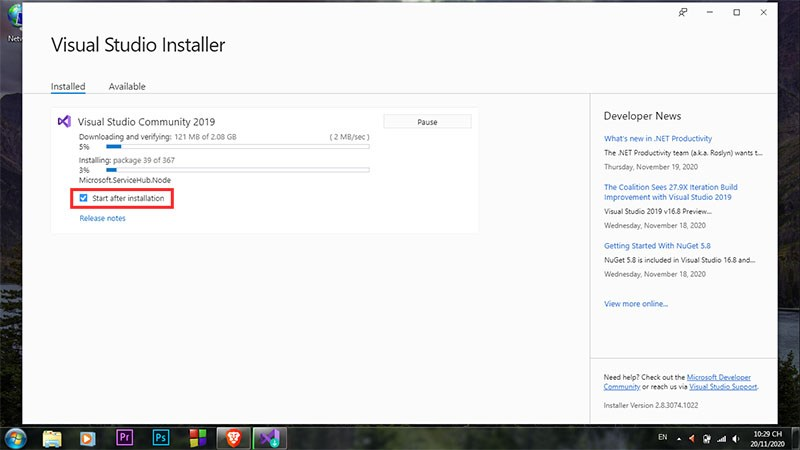 Netw
Visual Studio Installer
Installed
Available
Visual Studio Community 2019
Pause
Downloading and verifying: 121 MB of 2.08 GB
( 2 MB/sec )
5%
Installing: package 39 of 367
3%
Microsoft.ServiceHub.Node
Start after installation
Release notes
Developer News
What's new in .NET Productivity
The .NET Productivity team (a.k.a. Roslyn) wants t...
Thursday, November 19, 2020
The Coalition Sees 27.9X Iteration Build
Improvement with Visual Studio 2019
Visual Studio 2019 v16.8 Preview...
Wednesday, November 18, 2020
Getting Started With NuGet 5.8
NuGet 5.8 is included in Visual Studio 16.8 and...
Wednesday, November 18, 2020
View more online...
Need help? Check out the Microsoft Developer
Community or reach us via Visual Studio Support.
Installer Version 2.8.3074.1022
Pr
Ps
EN
10:29 CH
20/11/2020